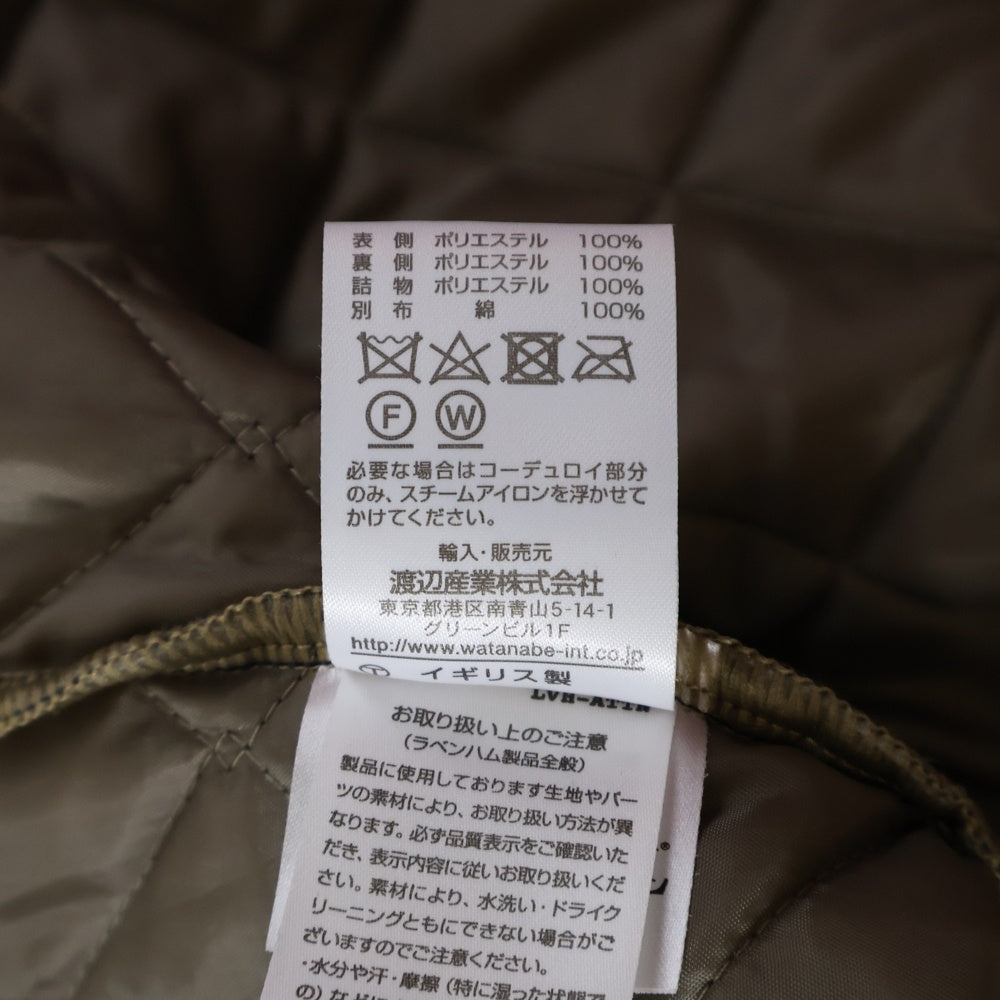 表側 ポリエステル 100%
裏側 ポリエステル 100%
詰物 ポリエステル 100%
別布 綿 100%
F W
必要な場合はコーデュロイ部分
のみ、スチームアイロンを浮かせて
かけてください。
輸入・販売元
渡辺産業株式会社
東京都港区南青山5-14-1
グリーンビル1F
http://www.watanabe-int.co.jp
イギリス製
お取り扱い上のご注意
(ラベンハム製品全般)
製品に使用しております生地やパー
ツの素材により、お取り扱い方法が異
なります。必ず品質表示をご確認いた
だき、表示内容に従いお取り扱いくだ
さい。素材により、水洗い・ドライク
リーニングともにできない場合がご
ざいますのでご注意ください。
・水分や汗・摩擦(特に湿った状態で
の)など